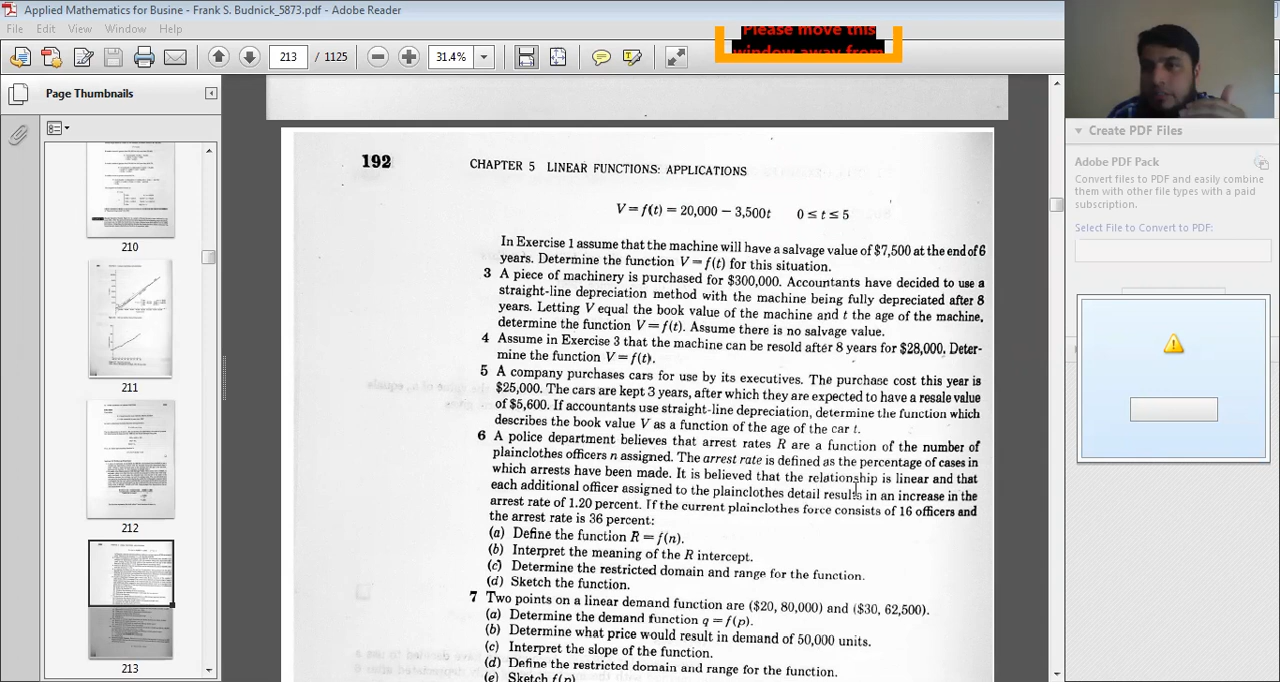 Applied Mathematics for Busine - Frank S. Budnick_5873.pdf - Adobe Reader
File Edit View Window Help
Please move this
window away from
213 / 1125 31.4%
Page Thumbnails
210
211
212
213
192 CHAPTER 5 LINEAR FUNCTIONS: APPLICATIONS
V = f(t) = 20,000 − 3,500t 0 ≤ t ≤ 5
In Exercise 1 assume that the machine will have a salvage value of $7,500 at the end of 6
years. Determine the function V = f(t) for this situation.
3 A piece of machinery is purchased for $300,000. Accountants have decided to use a
straight-line depreciation method with the machine being fully depreciated after 8
years. Letting V equal the book value of the machine and t the age of the machine,
determine the function V = f(t). Assume there is no salvage value.
4 Assume in Exercise 3 that the machine can be resold after 8 years for $28,000. Deter-
mine the function V = f(t).
5 A company purchases cars for use by its executives. The purchase cost this year is
$25,000. The cars are kept 3 years, after which they are expected to have a resale value
of $5,600. If accountants use straight-line depreciation, determine the function which
describes the book value V as a function of the age of the car t.
6 A police department believes that arrest rates R are a function of the number of
plainclothes officers n assigned. The arrest rate is defined as the percentage of cases in
which arrests have been made. It is believed that the relationship is linear and that
each additional officer assigned to the plainclothes detail results in an increase in the
arrest rate of 1.20 percent. If the current plainclothes force consists of 16 officers and
the arrest rate is 36 percent:
(a) Define the function R = f(n).
(b) Interpret the meaning of the R intercept.
(c) Determine the restricted domain and range for the function.
(d) Sketch the function.
7 Two points on a linear demand function are ($20, 80,000) and ($30, 62,500).
(a) Determine the demand function q = f(p).
(b) Determine what price would result in demand of 50,000 units.
(c) Interpret the slope of the function.
(d) Define the restricted domain and range for the function.
(e) Sketch f(p)
Create PDF Files
Adobe PDF Pack
Convert files to PDF and easily combine
them with other file types with a paid
subscription.
Select File to Convert to PDF: